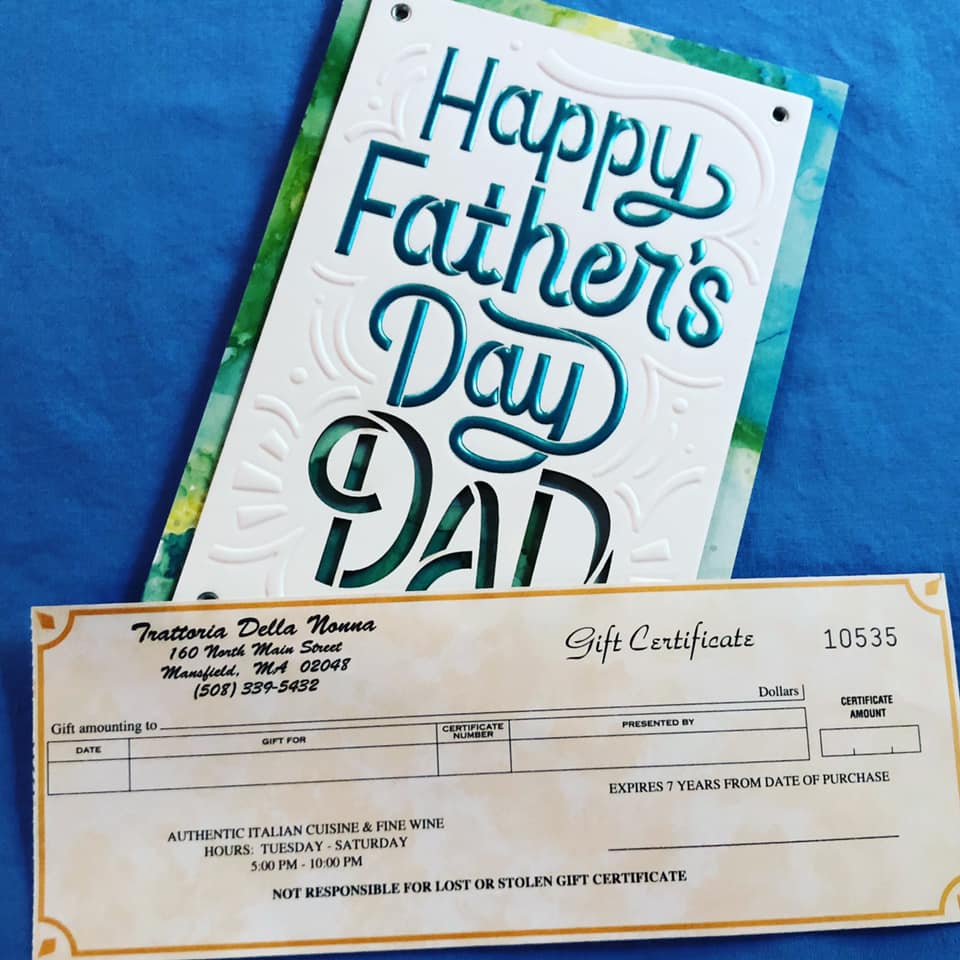 Happy
Father's
Day
DAD
Trattoria Della Nonna
160 North Main Street
Mansfield, MA 02048
(508) 339-5432
Gift Certificate
10535
Gift amounting to
Dollars
CERTIFICATE
AMOUNT
DATE
GIFT FOR
CERTIFICATE
NUMBER
PRESENTED BY
EXPIRES 7 YEARS FROM DATE OF PURCHASE
AUTHENTIC ITALIAN CUISINE & FINE WINE
HOURS: TUESDAY - SATURDAY
5:00 PM - 10:00 PM
NOT RESPONSIBLE FOR LOST OR STOLEN GIFT CERTIFICATE